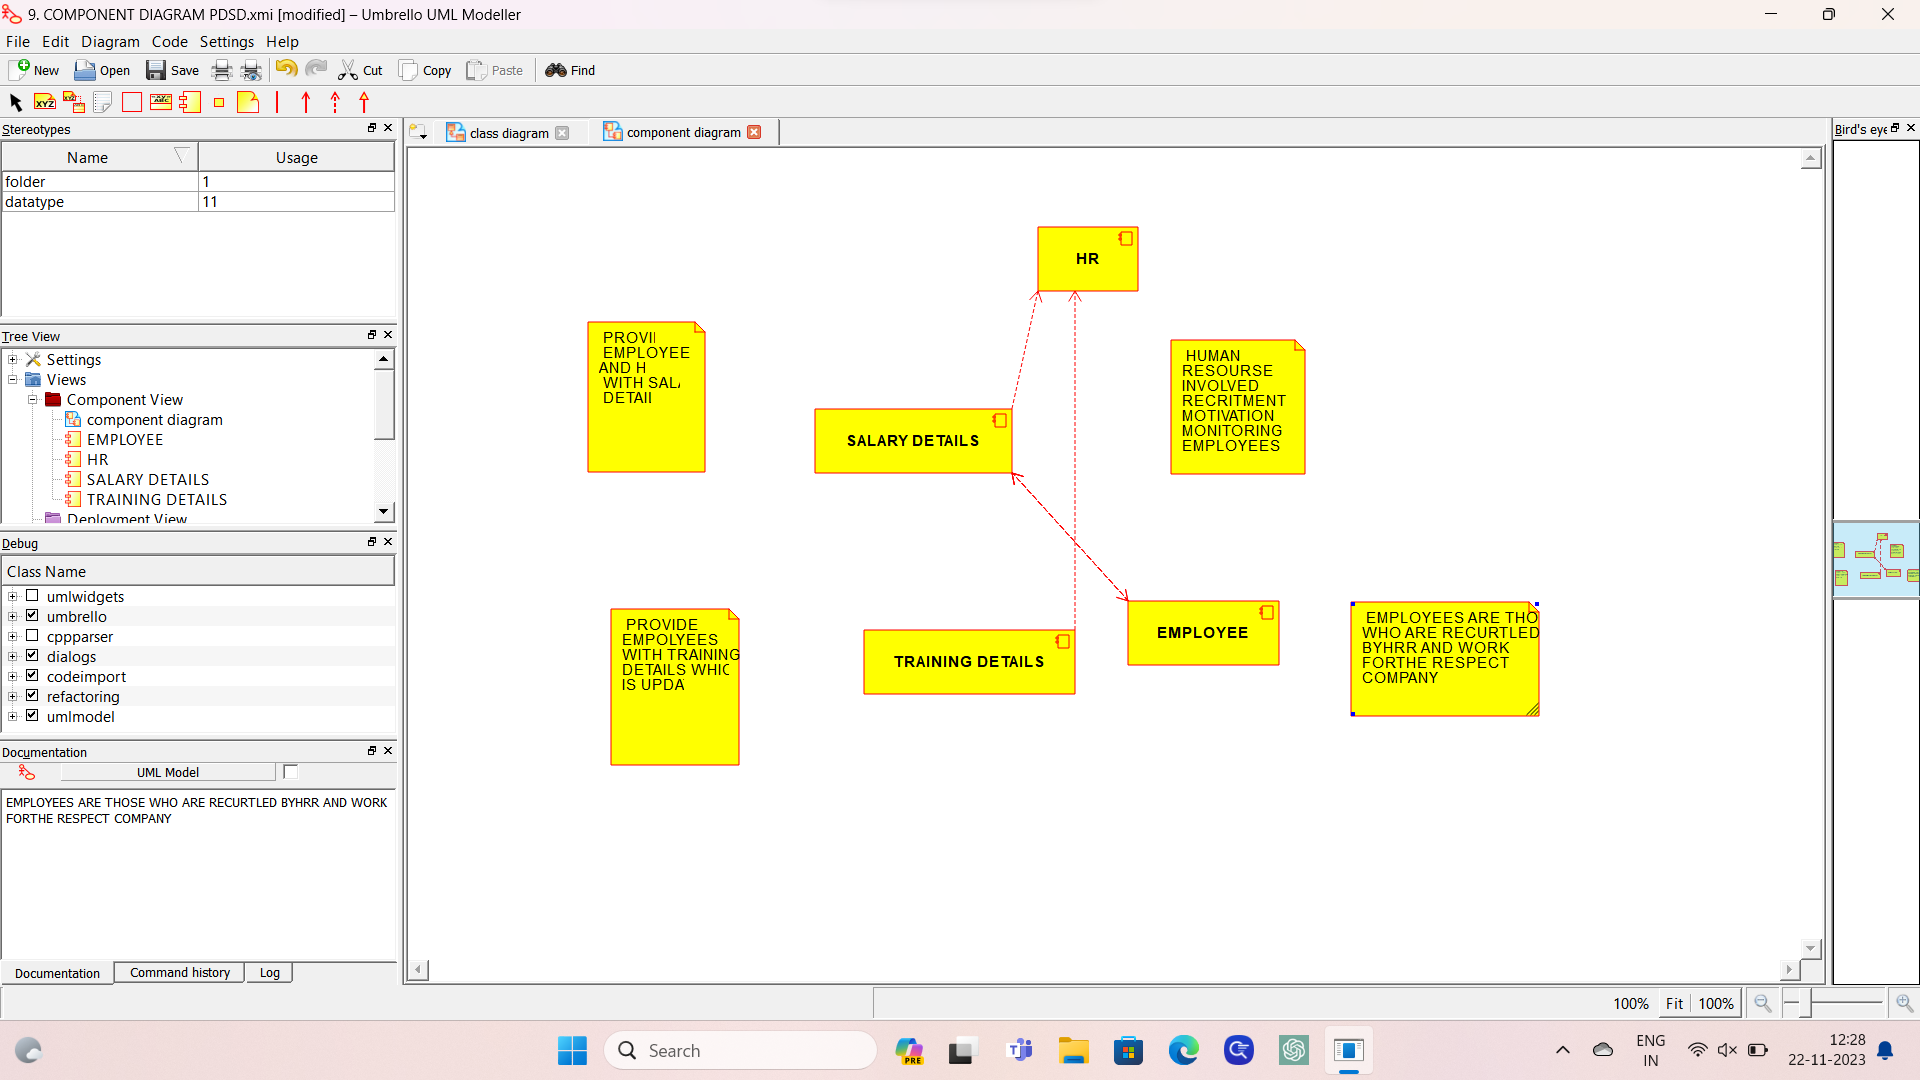 9. COMPONENT DIAGRAM PDSD.xmi [modified] – Umbrello UML Modeller
File Edit Diagram Code Settings Help
New Open Save Cut Copy Paste Find
XYZ
Stereotypes
Name Usage
folder 1
datatype 11
Tree View
Settings
Views
Component View
component diagram
EMPLOYEE
HR
SALARY DETAILS
TRAINING DETAILS
Deployment View
Debug
Class Name
umlwidgets
umbrello
cppparser
dialogs
codeimport
refactoring
umlmodel
Documentation
UML Model
EMPLOYEES ARE THOSE WHO ARE RECURTLED BYHRR AND WORK
FORTHE RESPECT COMPANY
Documentation Command history Log
class diagram component diagram
HR
PROVI
EMPLOYEE
AND H
WITH SAL
DETAIL
SALARY DETAILS
HUMAN
RESOURSE
INVOLVED
RECRITMENT
MOTIVATION
MONITORING
EMPLOYEES
PROVIDE
EMPOLYEES
WITH TRAINING
DETAILS WHIC
IS UPDA
TRAINING DETAILS
EMPLOYEE
EMPLOYEES ARE THO
WHO ARE RECURTLED
BYHRR AND WORK
FORTHE RESPECT
COMPANY
Bird's eye
100% Fit 100%
Search
PRE
ENG
IN
12:28
22-11-2023